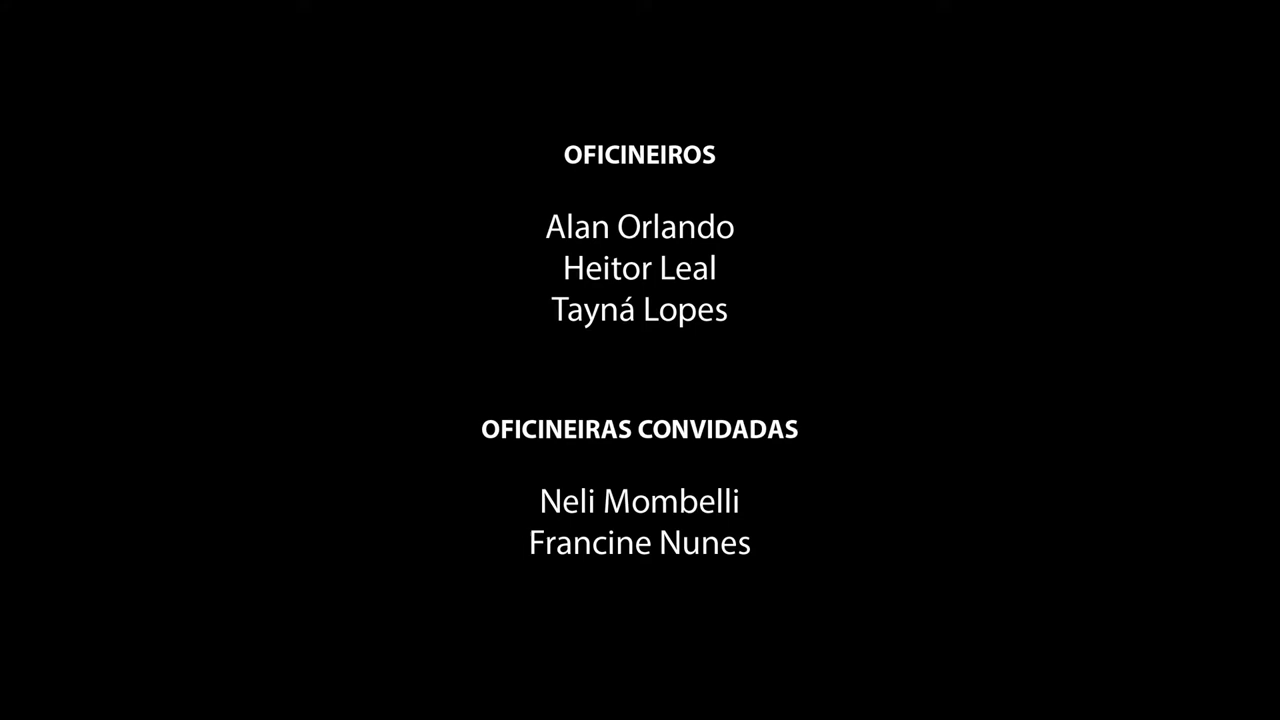 OFICINEIROS
Alan Orlando
Heitor Leal
Tayná Lopes
OFICINEIRAS CONVIDADAS
Neli Mombelli
Francine Nunes